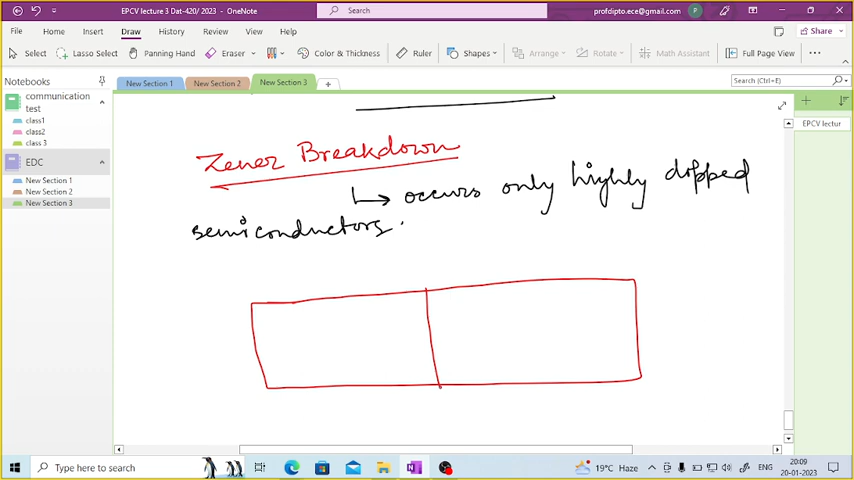 EPCV lecture 3 Dat-420/ 2023 - OneNote
Search
profdipto.ece@gmail.com
P
File
Home
Insert
Draw
History
Review
View
Help
Share
Select
Lasso Select
Panning Hand
Eraser
Color & Thickness
Ruler
Shapes
Arrange
Rotate
Math Assistant
Full Page View
Notebooks
New Section 1
New Section 2
New Section 3
Search (Ctrl+E)
communication
test
class1
class2
class 3
EDC
New Section 1
New Section 2
New Section 3
EPCV lectur
Zener Breakdown
occurs only highly dopped
semiconductors.
Type here to search
19°C Haze
ENG
20:09
20-01-2023